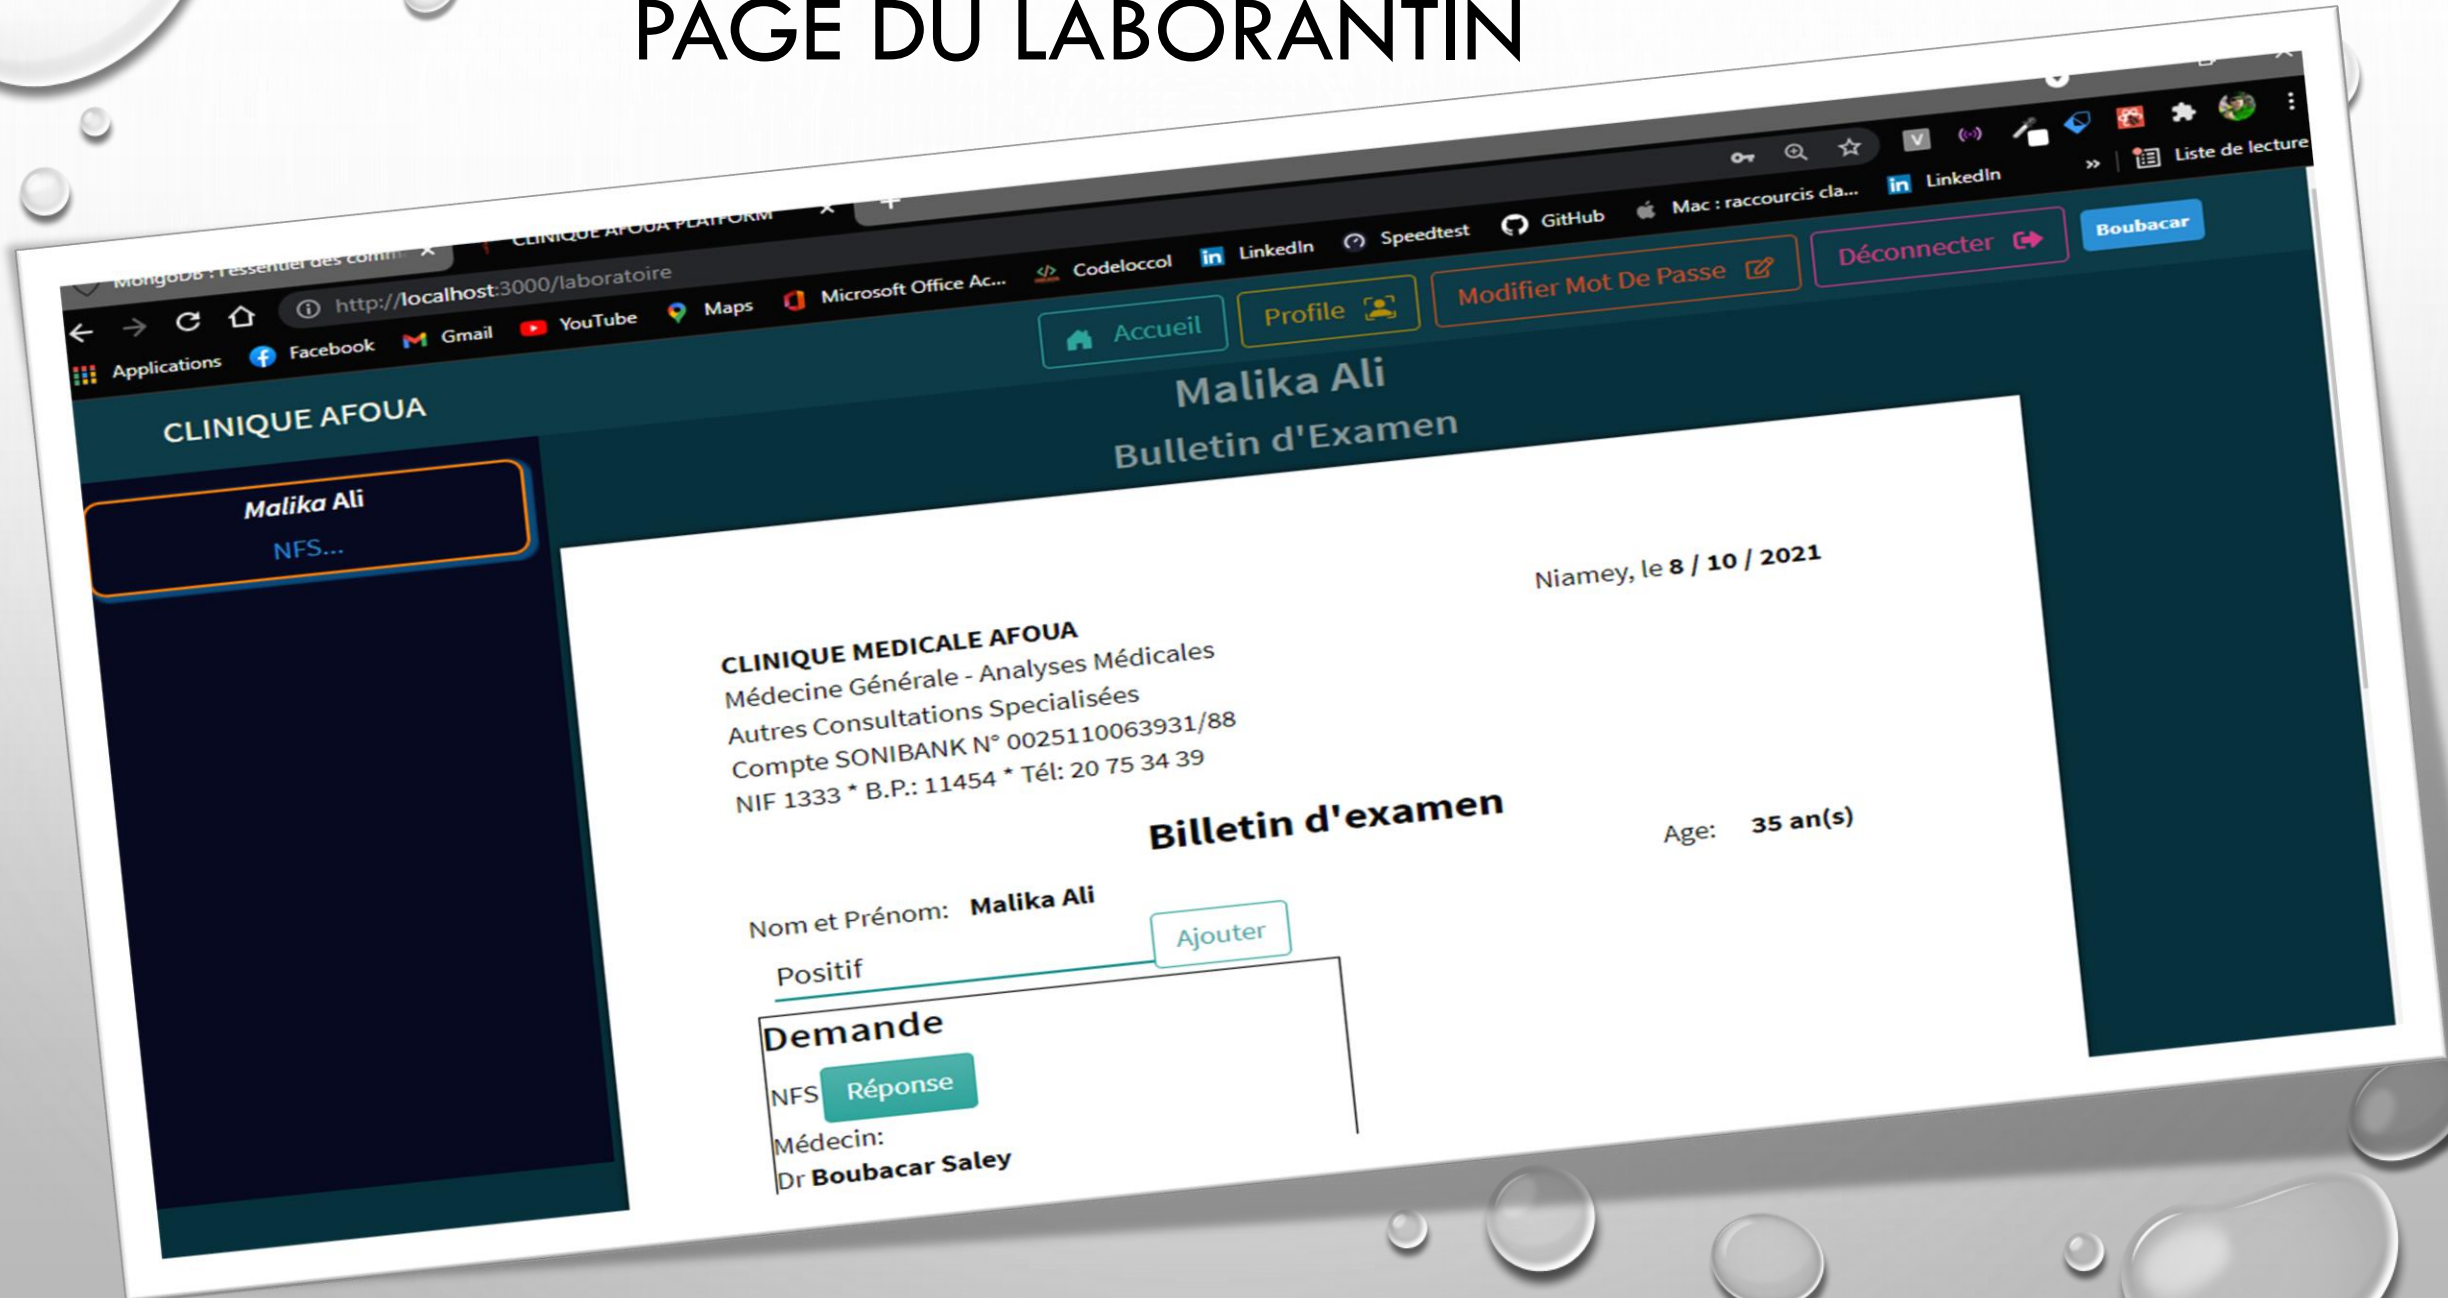 PAGE DU LABORANTIN
MongoDB : l'essentiel des comm
CLINIQUE AFOUA PLATFORM
http://localhost:3000/laboratoire
Applications Facebook Gmail YouTube Maps Microsoft Office Ac... Codeloccol LinkedIn Speedtest GitHub Mac : raccourcis cla... LinkedIn » Liste de lecture
CLINIQUE AFOUA
Accueil Profile Modifier Mot De Passe Déconnecter Boubacar
Malika Ali
NFS...
Malika Ali
Bulletin d'Examen
Niamey, le 8 / 10 / 2021
CLINIQUE MEDICALE AFOUA
Médecine Générale - Analyses Médicales
Autres Consultations Specialisées
Compte SONIBANK N° 0025110063931/88
NIF 1333 * B.P.: 11454 * Tél: 20 75 34 39
Billetin d'examen
Nom et Prénom: Malika Ali Age: 35 an(s)
Positif Ajouter
Demande
NFS Réponse
Médecin:
Dr Boubacar Saley